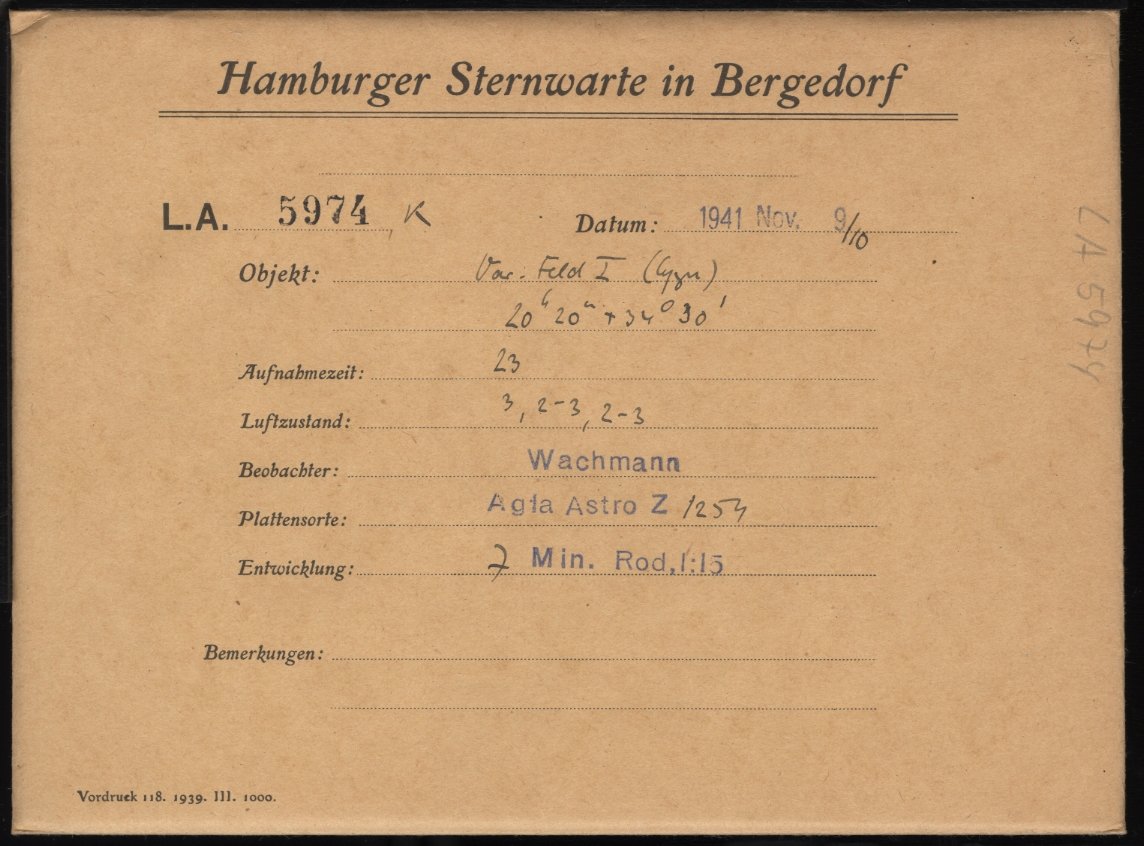 Hamburger Sternwarte in Bergedorf
L.A. 5974 K
Datum: 1941 Nov. 9/10
Objekt: Var. Feld I (Cygn)
20ʰ 20ᵐ + 34° 30'
Aufnahmezeit: 23
Luftzustand: 3, 2-3, 2-3
Beobachter: Wachmann
Plattensorte: Agfa Astro Z 1254
Entwicklung: 7 Min. Rod, 1:15
Bemerkungen:
Vordruck 118. 1939. III. 1000.
LA 5974